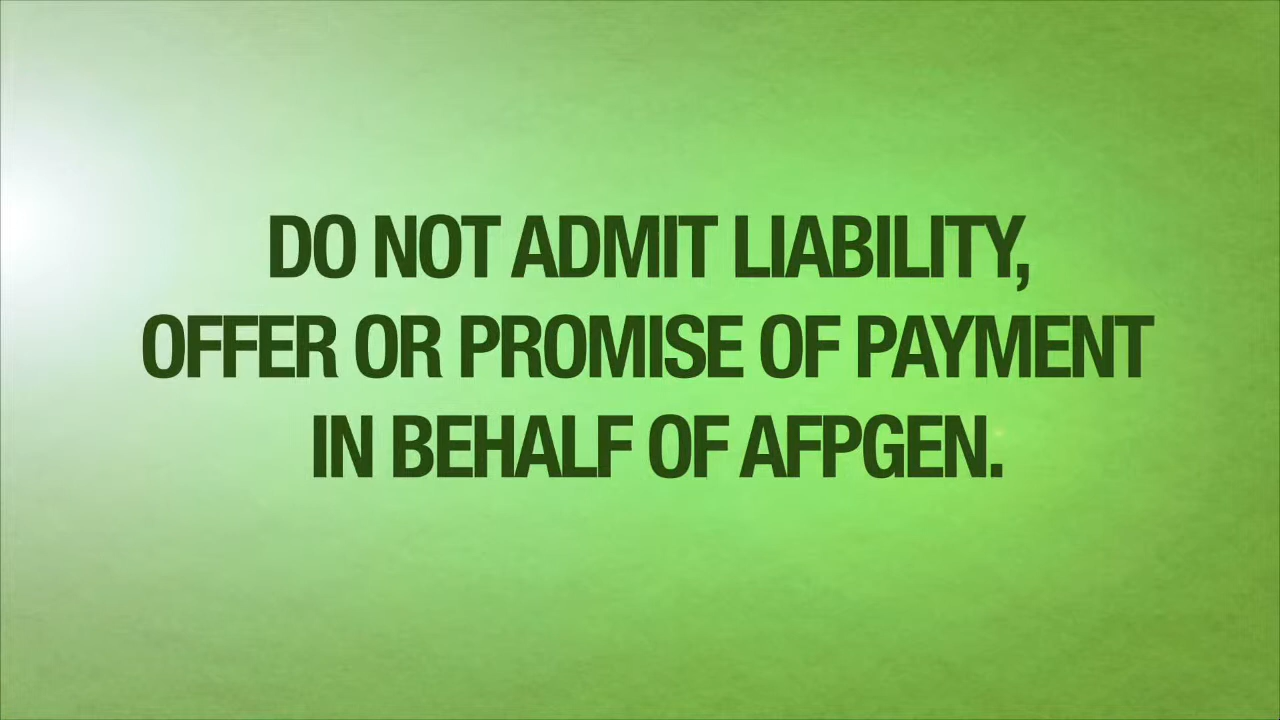 DO NOT ADMIT LIABILITY,
OFFER OR PROMISE OF PAYMENT
IN BEHALF OF AFPGEN.